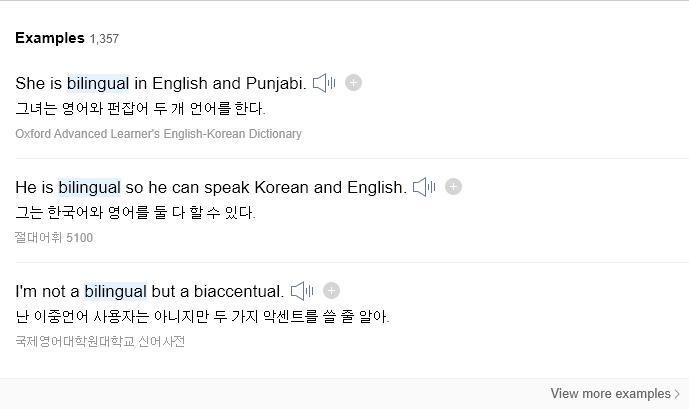 Examples 1,357
She is bilingual in English and Punjabi.
그녀는 영어와 펀잡어 두 개 언어를 한다.
Oxford Advanced Learner's English-Korean Dictionary
He is bilingual so he can speak Korean and English.
그는 한국어와 영어를 둘 다 할 수 있다.
절대어휘 5100
I'm not a bilingual but a biaccentual.
난 이중언어 사용자는 아니지만 두 가지 악센트를 쓸 줄 알아.
국제영어대학원대학교 신어사전
View more examples